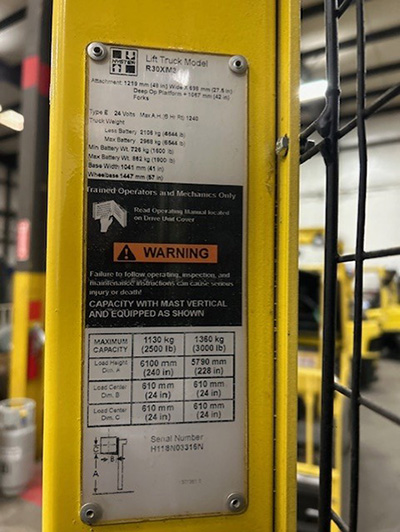 HYSTER
Lift Truck Model
R30XM
Attachment: 1219 mm (48 in) Wide X 698 mm (27.5 in)
Deep Op Platform + 1067 mm (42 in)
Forks
Type E 24 Volts Max A.H. (6 Hr R) 1240
Truck Weight
Less Battery 2106 kg (4644 lb)
Max Battery 2968 kg (6544 lb)
Min Battery Wt. 726 kg (1600 lb)
Max Battery Wt. 862 kg (1900 lb)
Base Width 1041 mm (41 in)
Wheelbase 1447 mm (57 in)
Trained Operators and Mechanics Only
Read Operating Manual located
on Drive Unit Cover
WARNING
Failure to follow operating, inspection, and
maintenance instructions can cause serious
injury or death!
CAPACITY WITH MAST VERTICAL
AND EQUIPPED AS SHOWN
MAXIMUM CAPACITY 1130 kg (2500 lb) 1360 kg (3000 lb)
Load Height Dim. A 6100 mm (240 in) 5790 mm (228 in)
Load Center Dim. B 610 mm (24 in) 610 mm (24 in)
Load Center Dim. C 610 mm (24 in) 610 mm (24 in)
Serial Number
H118N03316N
C
B
A